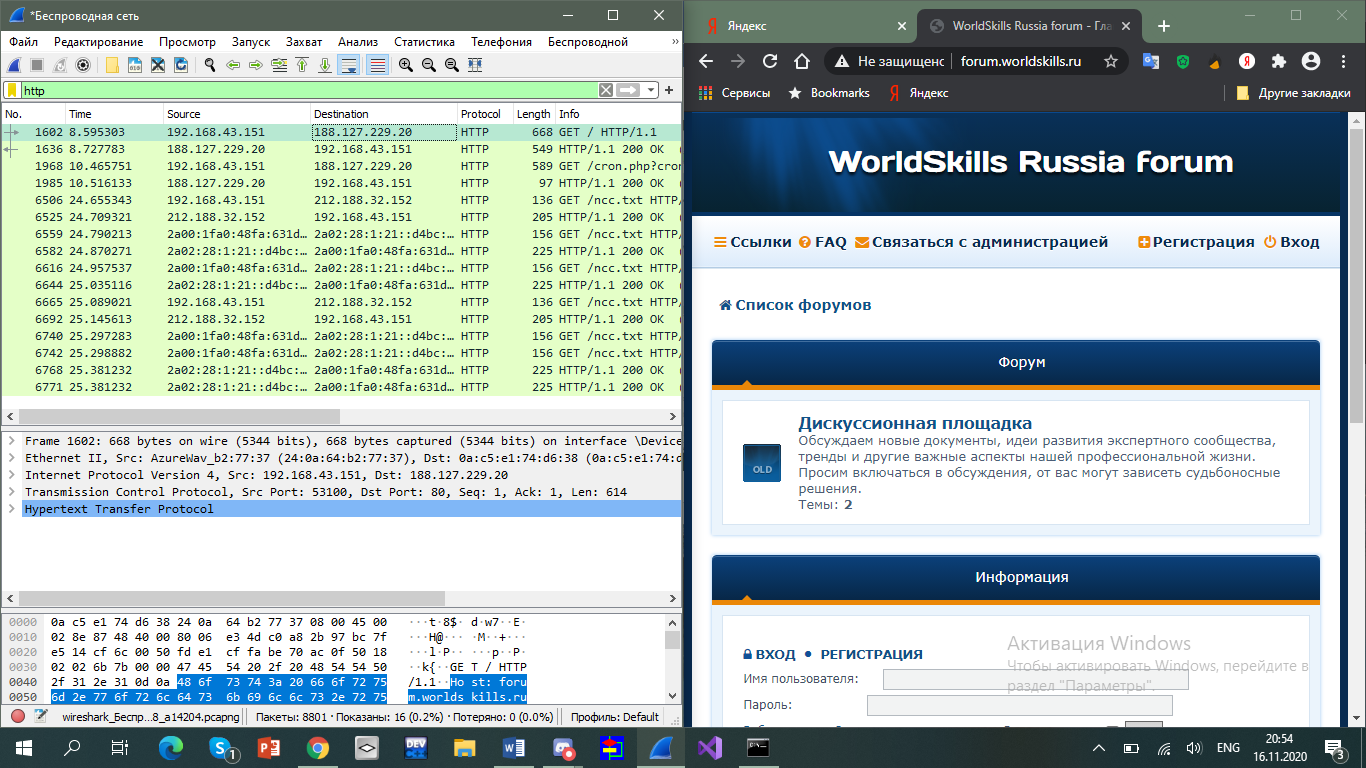 *Беспроводная сеть
Файл Редактирование Просмотр Запуск Захват Анализ Статистика Телефония Беспроводной »
http
No. Time Source Destination Protocol Length Info
1602 8.595303 192.168.43.151 188.127.229.20 HTTP 668 GET / HTTP/1.1
1636 8.727783 188.127.229.20 192.168.43.151 HTTP 549 HTTP/1.1 200 OK (
1968 10.465751 192.168.43.151 188.127.229.20 HTTP 589 GET /cron.php?cron
1985 10.516133 188.127.229.20 192.168.43.151 HTTP 97 HTTP/1.1 200 OK (
6506 24.655343 192.168.43.151 212.188.32.152 HTTP 136 GET /ncc.txt HTTP/
6525 24.709321 212.188.32.152 192.168.43.151 HTTP 205 HTTP/1.1 200 OK (
6559 24.790213 2a00:1fa0:48fa:631d… 2a02:28:1:21::d4bc:… HTTP 156 GET /ncc.txt HTTP/
6582 24.870271 2a02:28:1:21::d4bc:… 2a00:1fa0:48fa:631d… HTTP 225 HTTP/1.1 200 OK (
6616 24.957537 2a00:1fa0:48fa:631d… 2a02:28:1:21::d4bc:… HTTP 156 GET /ncc.txt HTTP/
6644 25.035116 2a02:28:1:21::d4bc:… 2a00:1fa0:48fa:631d… HTTP 225 HTTP/1.1 200 OK (
6665 25.089021 192.168.43.151 212.188.32.152 HTTP 136 GET /ncc.txt HTTP/
6692 25.145613 212.188.32.152 192.168.43.151 HTTP 205 HTTP/1.1 200 OK (
6740 25.297283 2a00:1fa0:48fa:631d… 2a02:28:1:21::d4bc:… HTTP 156 GET /ncc.txt HTTP/
6742 25.298882 2a00:1fa0:48fa:631d… 2a02:28:1:21::d4bc:… HTTP 156 GET /ncc.txt HTTP/
6768 25.381232 2a02:28:1:21::d4bc:… 2a00:1fa0:48fa:631d… HTTP 225 HTTP/1.1 200 OK (
6771 25.381232 2a02:28:1:21::d4bc:… 2a00:1fa0:48fa:631d… HTTP 225 HTTP/1.1 200 OK (
Frame 1602: 668 bytes on wire (5344 bits), 668 bytes captured (5344 bits) on interface \Device
Ethernet II, Src: AzureWav_b2:77:37 (24:0a:64:b2:77:37), Dst: 0a:c5:e1:74:d6:38 (0a:c5:e1:74:d
Internet Protocol Version 4, Src: 192.168.43.151, Dst: 188.127.229.20
Transmission Control Protocol, Src Port: 53100, Dst Port: 80, Seq: 1, Ack: 1, Len: 614
Hypertext Transfer Protocol
0000 0a c5 e1 74 d6 38 24 0a 64 b2 77 37 08 00 45 00 ···t·8$· d·w7··E·
0010 02 8e 87 48 40 00 80 06 e3 4d c0 a8 2b 97 bc 7f ···H@··· ·M··+···
0020 e5 14 cf 6c 00 50 fd e1 cf fa be 70 ac 0f 50 18 ···l·P·· ···p··P·
0030 02 02 6b 7b 00 00 47 45 54 20 2f 20 48 54 54 50 ··k{··GE T / HTTP
0040 2f 31 2e 31 0d 0a 48 6f 73 74 3a 20 66 6f 72 75 /1.1··Ho st: foru
0050 6d 2e 77 6f 72 6c 64 73 6b 69 6c 6c 73 2e 72 75 m.worlds kills.ru
wireshark_Бесп…8_a14204.pcapng Пакеты: 8801 · Показаны: 16 (0.2%) · Потеряно: 0 (0.0%) Профиль: Default
Яндекс
WorldSkills Russia forum - Гла
Не защищенс forum.worldskills.ru
Сервисы Bookmarks Яндекс Другие закладки
WorldSkills Russia forum
Ссылки FAQ Связаться с администрацией Регистрация Вход
Список форумов
Форум
OLD
Дискуссионная площадка
Обсуждаем новые документы, идеи развития экспертного сообщества,
тренды и другие важные аспекты нашей профессиональной жизни.
Просим включаться в обсуждения, от вас могут зависеть судьбоносные
решения.
Темы: 2
Информация
ВХОД • РЕГИСТРАЦИЯ
Имя пользователя:
Пароль:
Активация Windows
Чтобы активировать Windows, перейдите в
раздел "Параметры".
1
DEV
ENG
20:54
16.11.2020
3